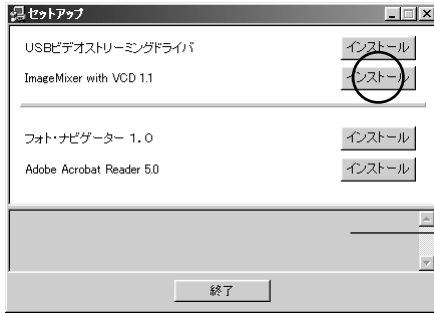 セットアップ
USBビデオストリーミングドライバ インストール
ImageMixer with VCD 1.1 インストール
フォト・ナビゲーター 1.0 インストール
Adobe Acrobat Reader 5.0 インストール
終了